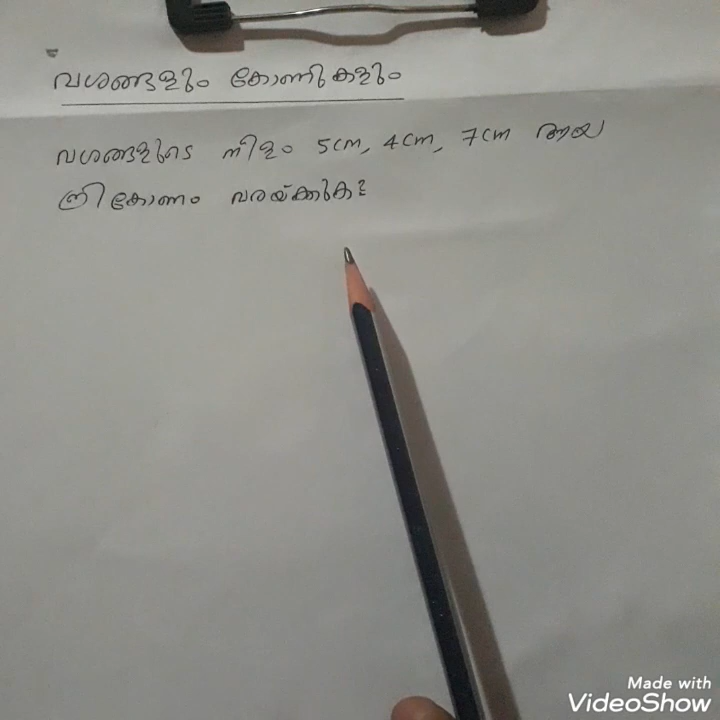 വശങ്ങളും കോണികളും
വശങ്ങളുടെ നീളം 5cm, 4cm, 7cm ആയ
ത്രികോണം വരയ്ക്കുക?
Made with
VideoShow